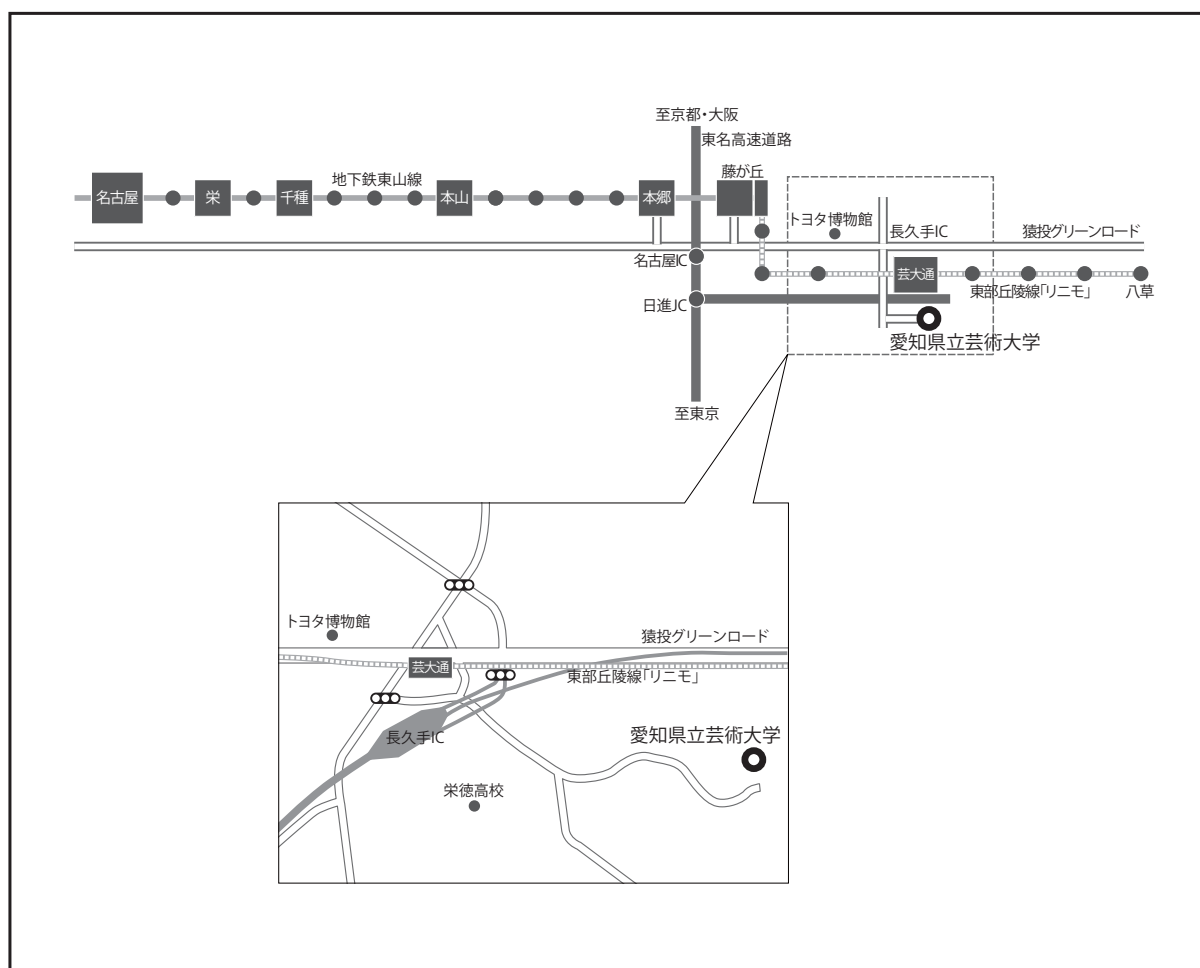 至京都・大阪
東名高速道路
地下鉄東山線
藤が丘
名古屋
栄
千種
本山
本郷
トヨタ博物館
長久手IC
猿投グリーンロード
名古屋IC
芸大通
日進JC
東部丘陵線「リニモ」
八草
愛知県立芸術大学
至東京
トヨタ博物館
猿投グリーンロード
芸大通
東部丘陵線「リニモ」
長久手IC
愛知県立芸術大学
栄徳高校